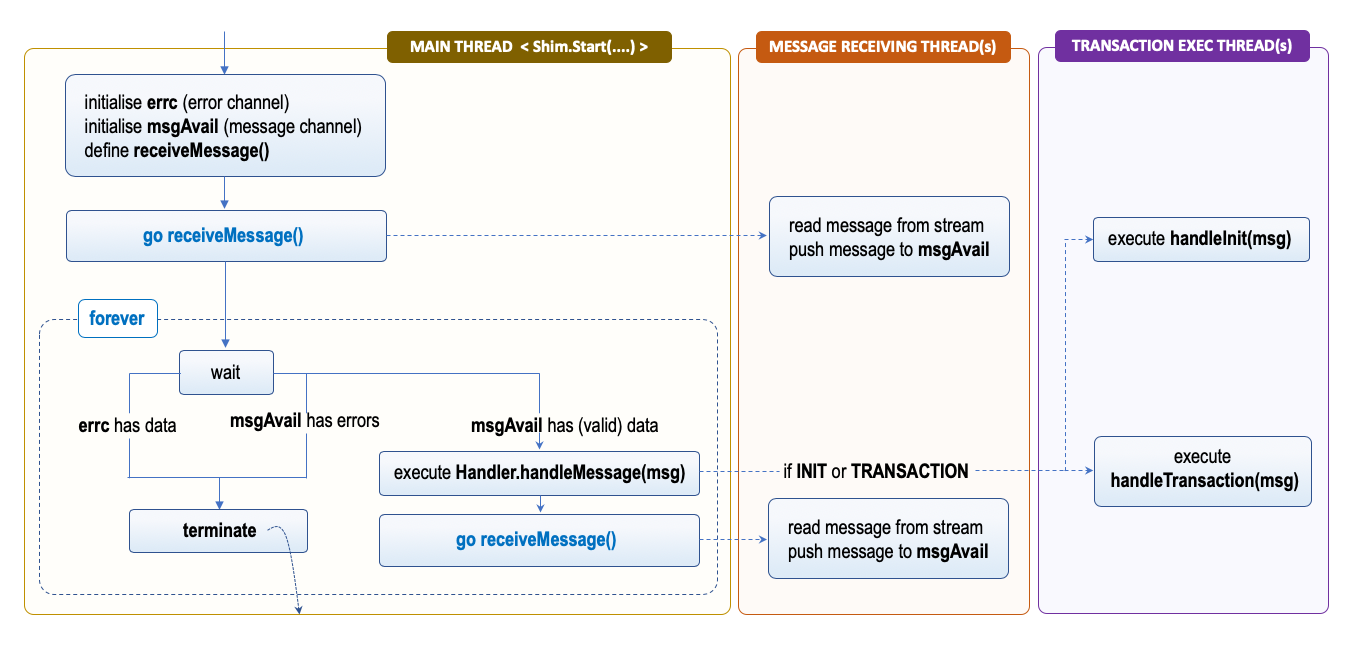 MAIN THREAD < Shim.Start(....) >
MESSAGE RECEIVING THREAD(s)
TRANSACTION EXEC THREAD(s)
initialise errc (error channel)
initialise msgAvail (message channel)
define receiveMessage()
go receiveMessage()
read message from stream
push message to msgAvail
execute handleInit(msg)
forever
wait
errc has data
msgAvail has errors
msgAvail has (valid) data
execute Handler.handleMessage(msg)
if INIT or TRANSACTION
execute
handleTransaction(msg)
terminate
go receiveMessage()
read message from stream
push message to msgAvail